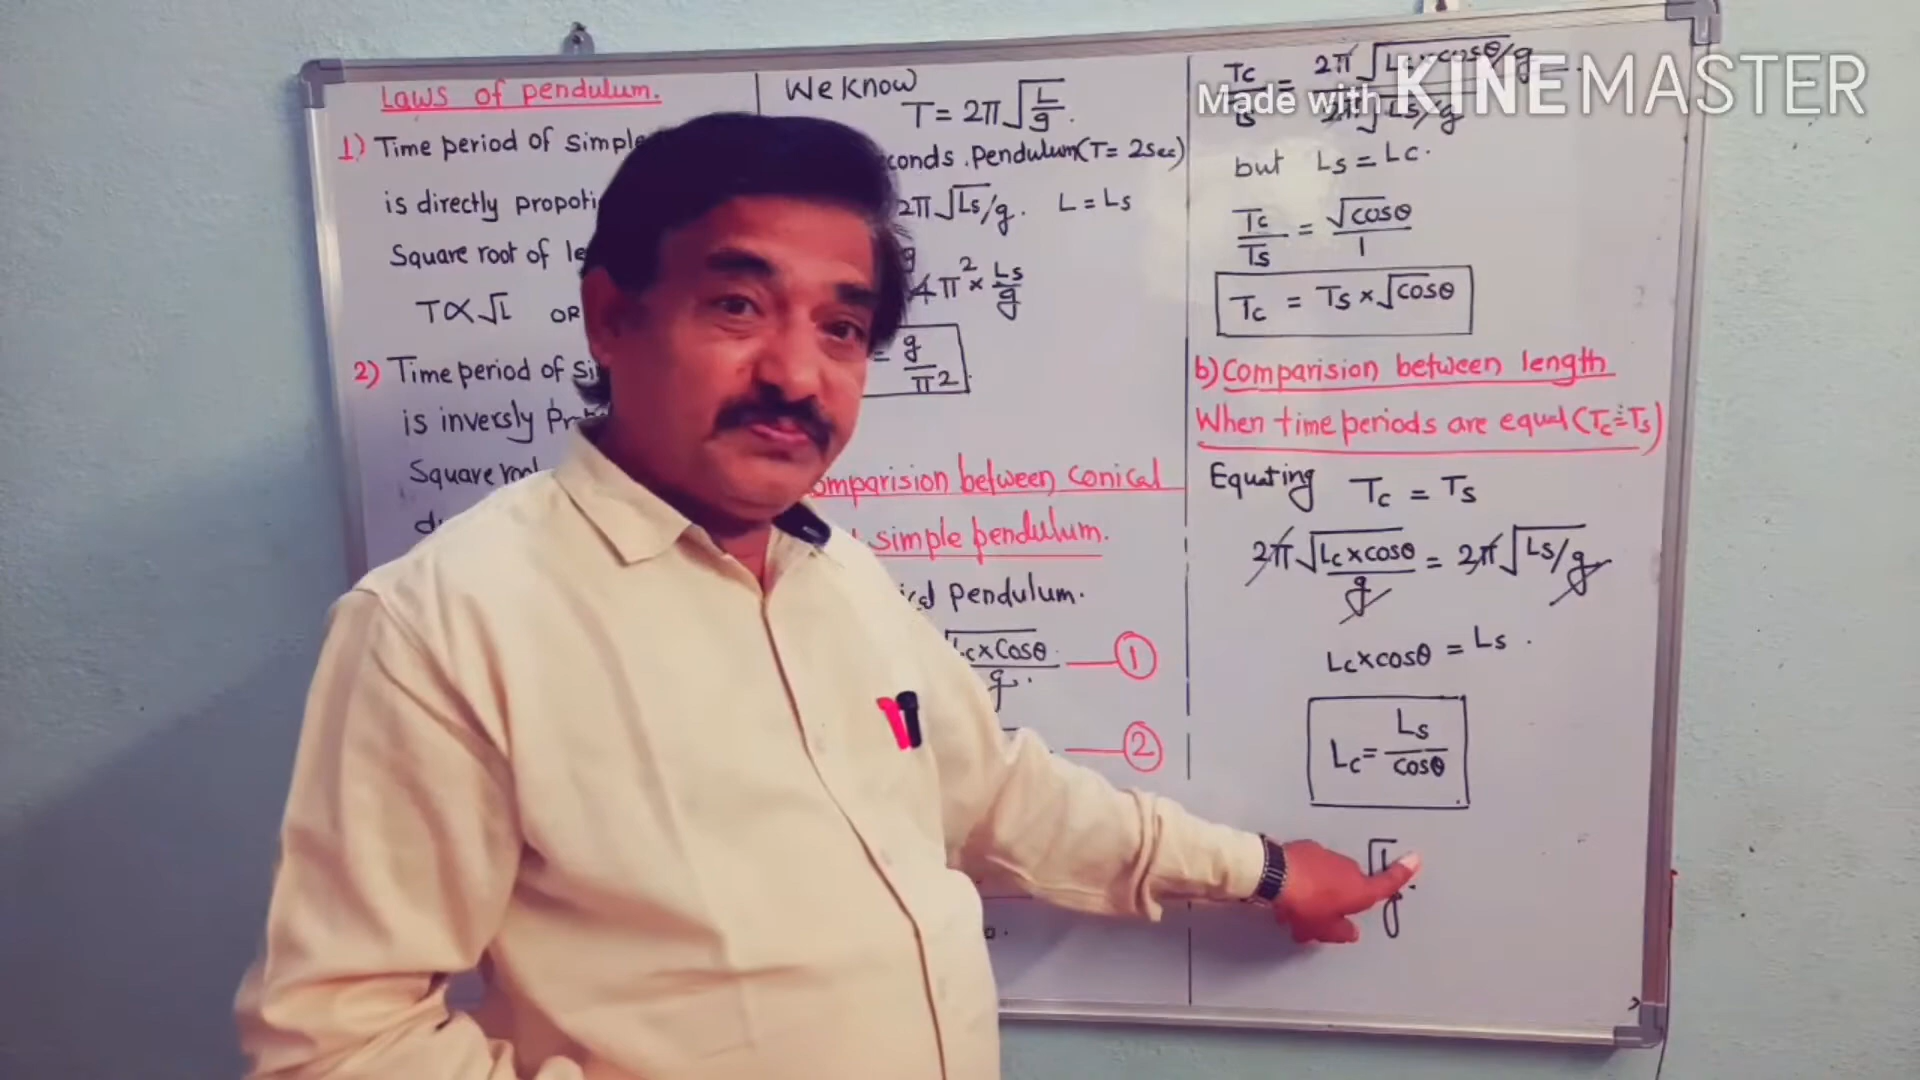 Laws of pendulum.
1) Time period of simple
is directly propoti
Square root of le
T∝√L OR
2) Time period of si
is inversly Pr
Square root
We know
T = 2π√L/g.
conds. Pendulum (T = 2sec)
2π√Ls/g. L = Ls
4π² × Ls/g
= g/π²
omparision between conical
simple pendulum.
Pendulum.
Lc×Cosθ/g. ① 
②
Tc/Ts = 2π√Lc×cosθ/g / 2π√Ls/g
but Ls = Lc.
Tc/Ts = √cosθ/1
Tc = Ts × √cosθ
b) Comparision between length
When time periods are equal (Tc = Ts)
Equating Tc = Ts
2π√Lc×cosθ/g = 2π√Ls/g
Lc×cosθ = Ls.
Lc = Ls/cosθ
√L/g.
Made with KINEMASTER